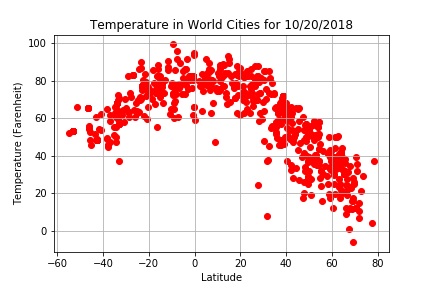 Temperature in World Cities for 10/20/2018
100
80
60
40
20
0
Temperature (Farenheit)
−60 −40 −20 0 20 40 60 80
Latitude